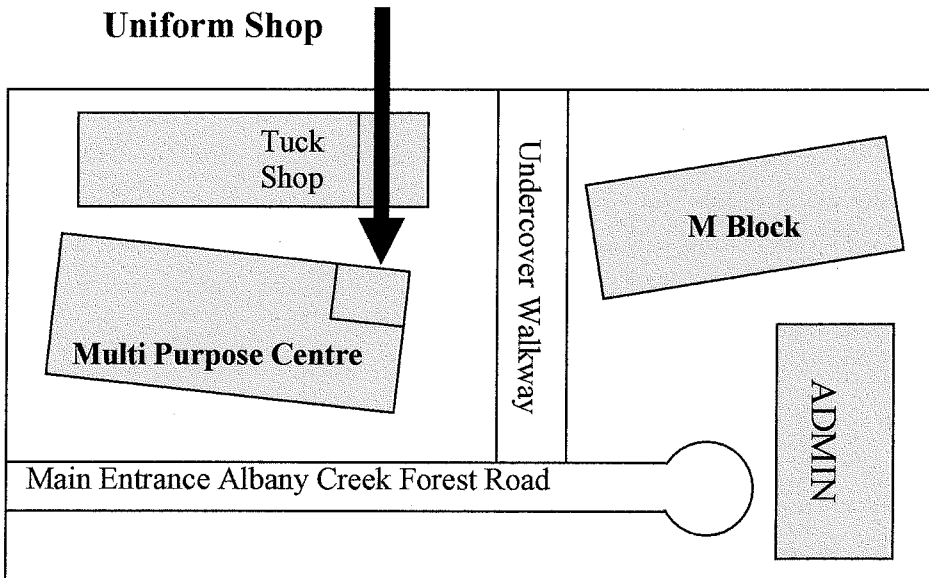 Uniform Shop
Tuck
Shop
Undercover Walkway
M Block
Multi Purpose Centre
ADMIN
Main Entrance Albany Creek Forest Road